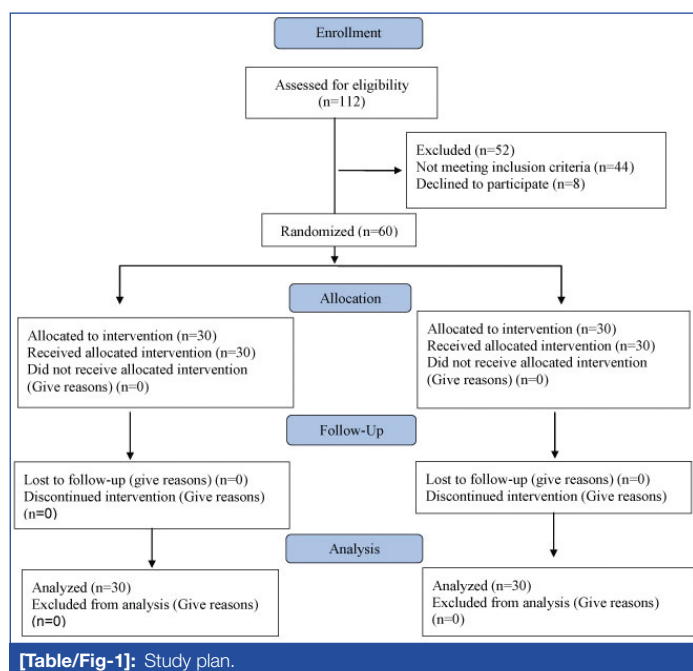 Enrollment
Assessed for eligibility
(n=112)
Excluded (n=52)
Not meeting inclusion criteria (n=44)
Declined to participate (n=8)
Randomized (n=60)
Allocation
Allocated to intervention (n=30)
Received allocated intervention (n=30)
Did not receive allocated intervention
(Give reasons) (n=0)
Allocated to intervention (n=30)
Received allocated intervention (n=30)
Did not receive allocated intervention
(Give reasons) (n=0)
Follow-Up
Lost to follow-up (give reasons) (n=0)
Discontinued intervention (Give reasons)
(n=0)
Lost to follow-up (give reasons) (n=0)
Discontinued intervention (Give reasons)
Analysis
Analyzed (n=30)
Excluded from analysis (Give reasons)
(n=0)
Analyzed (n=30)
Excluded from analysis (Give reasons)
(n=0)
[Table/Fig-1]: Study plan.